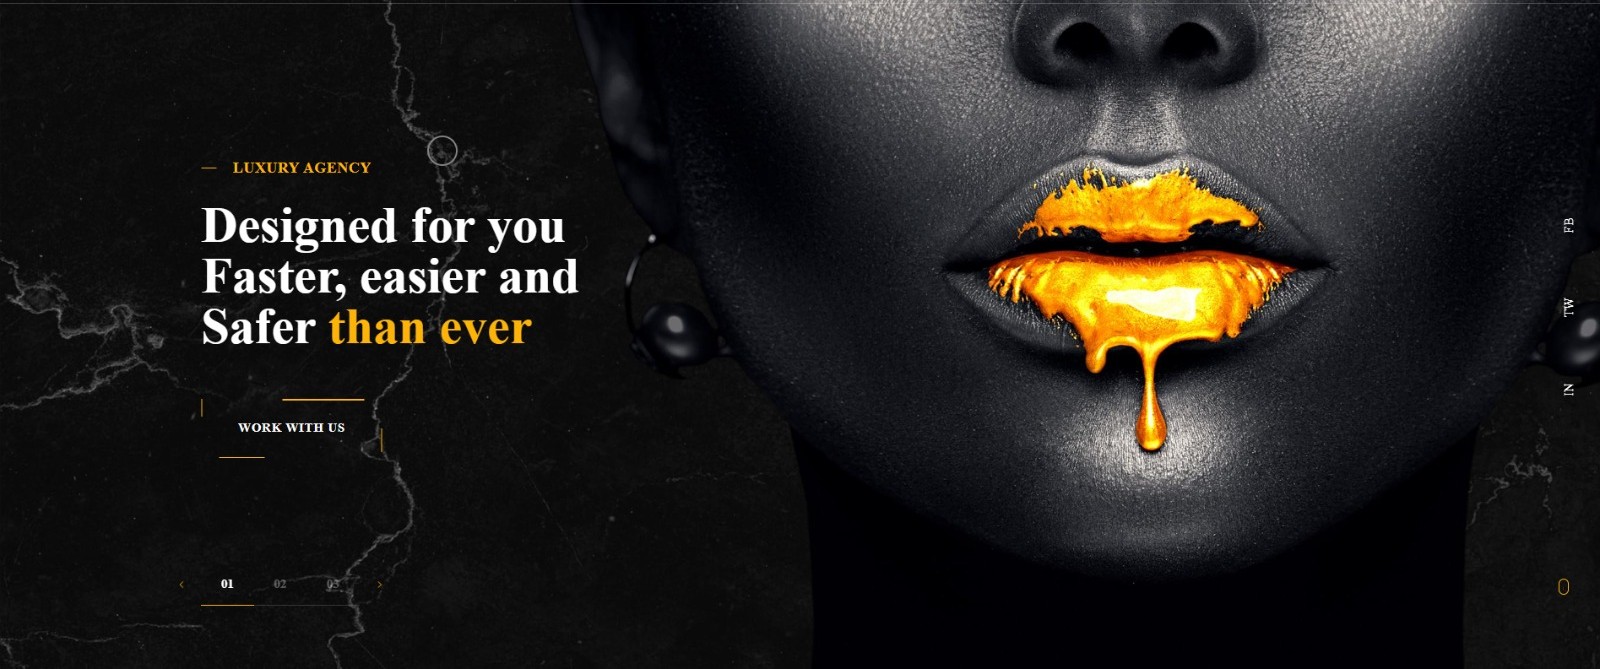 LUXURY AGENCY
Designed for you
Faster, easier and
Safer than ever
WORK WITH US
01 02 03
FB
TW
IN